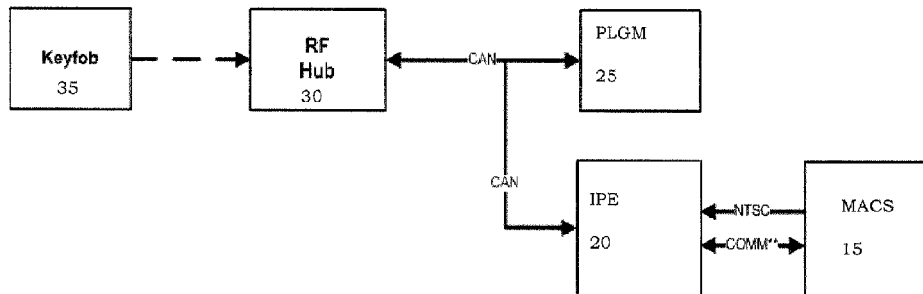 Keyfob
35
RF
Hub
30
CAN
PLGM
25
CAN
IPE
20
NTSC
COMM**
MACS
15